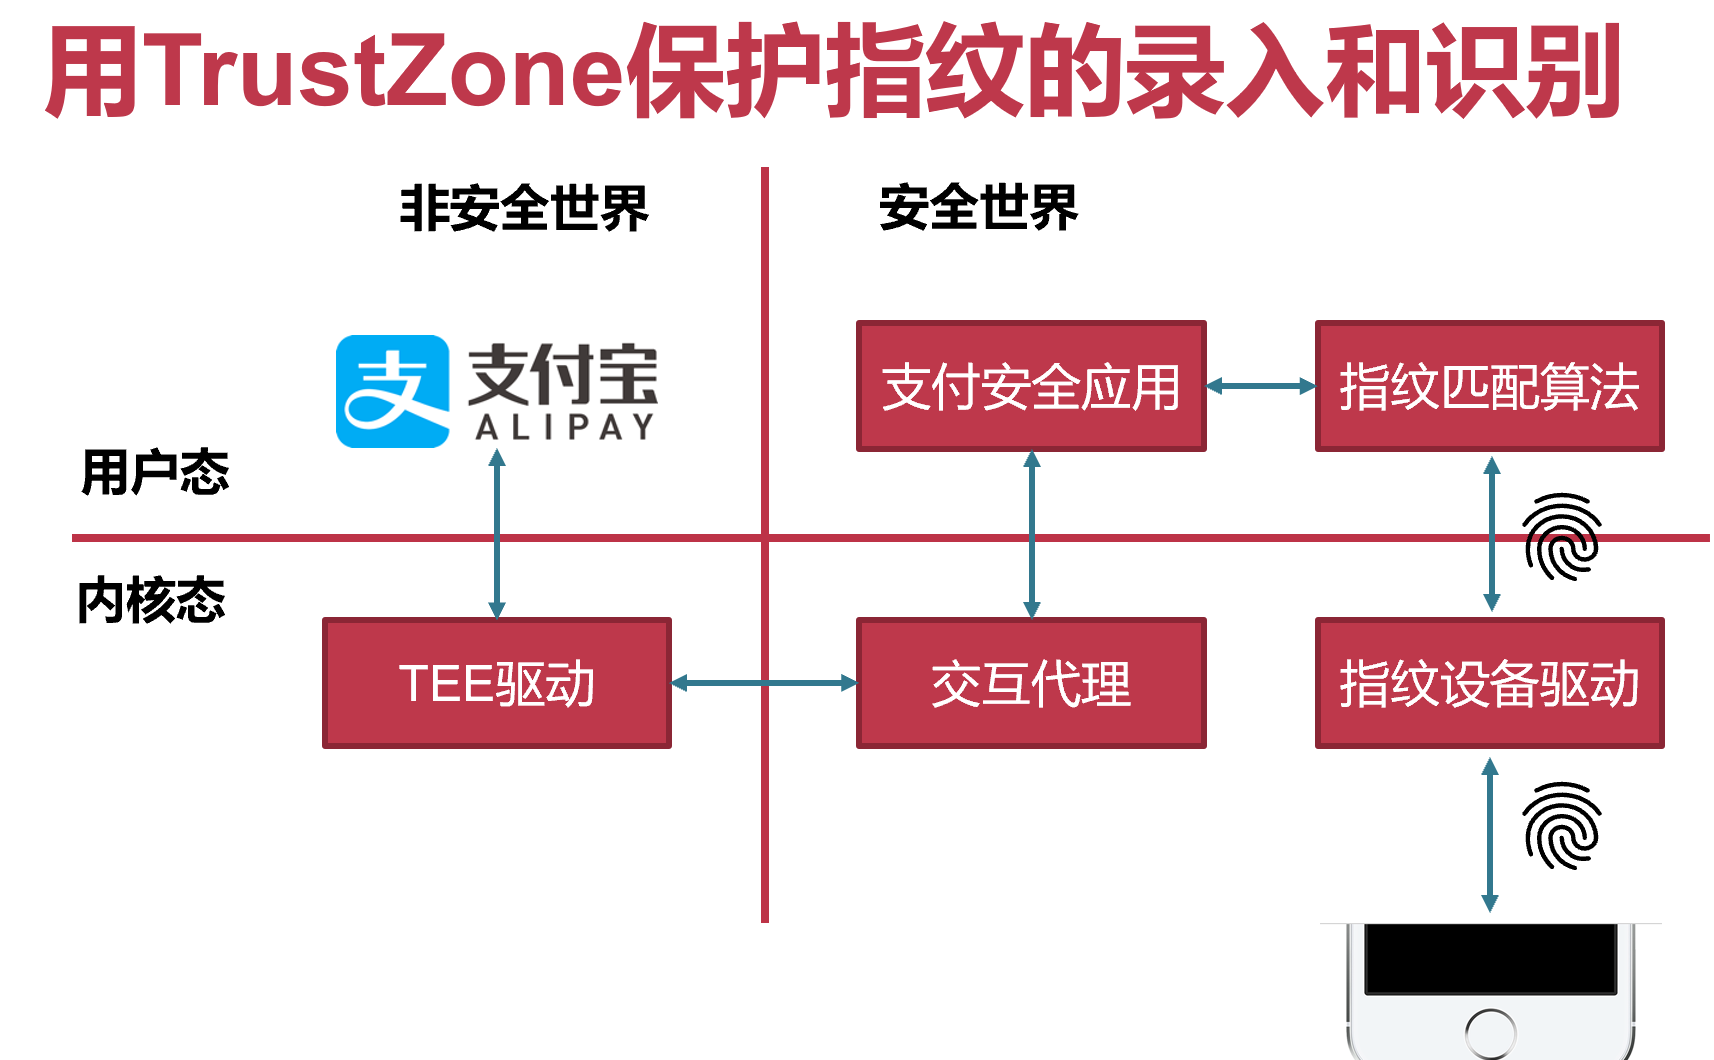 用TrustZone保护指纹的录入和识别
非安全世界
安全世界
支付宝
ALIPAY
支付安全应用
指纹匹配算法
用户态
内核态
TEE驱动
交互代理
指纹设备驱动